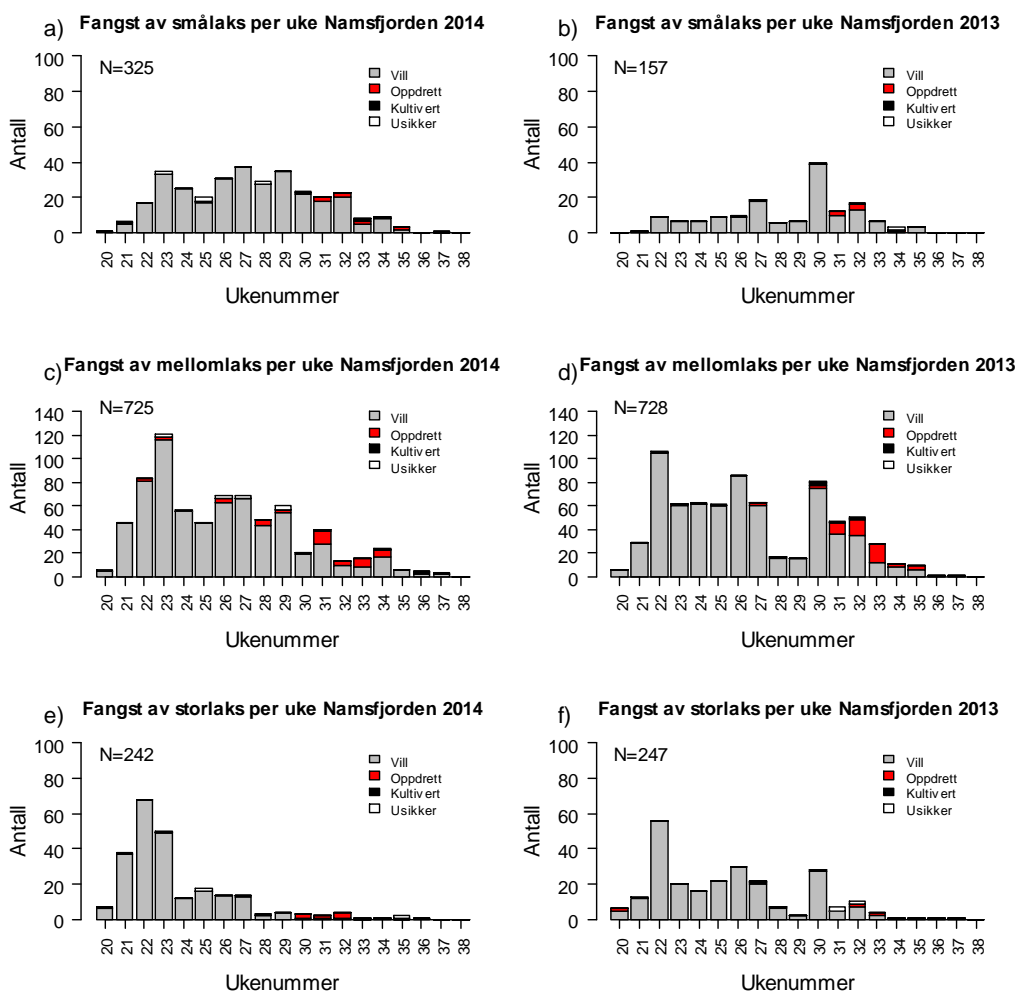 a) Fangst av smålaks per uke Namsfjorden 2014
N=325
Vill
Oppdrett
Kultivert
Usikker
Antall
100
80
60
40
20
0
20 21 22 23 24 25 26 27 28 29 30 31 32 33 34 35 36 37 38
Ukenummer
b) Fangst av smålaks per uke Namsfjorden 2013
N=157
Vill
Oppdrett
Kultivert
Usikker
Antall
100
80
60
40
20
0
20 21 22 23 24 25 26 27 28 29 30 31 32 33 34 35 36 37 38
Ukenummer
c) Fangst av mellomlaks per uke Namsfjorden 2014
N=725
Vill
Oppdrett
Kultivert
Usikker
Antall
140
120
100
80
60
40
20
0
20 21 22 23 24 25 26 27 28 29 30 31 32 33 34 35 36 37 38
Ukenummer
d) Fangst av mellomlaks per uke Namsfjorden 2013
N=728
Vill
Oppdrett
Kultivert
Usikker
Antall
140
120
100
80
60
40
20
0
20 21 22 23 24 25 26 27 28 29 30 31 32 33 34 35 36 37 38
Ukenummer
e) Fangst av storlaks per uke Namsfjorden 2014
N=242
Vill
Oppdrett
Kultivert
Usikker
Antall
100
80
60
40
20
0
20 21 22 23 24 25 26 27 28 29 30 31 32 33 34 35 36 37 38
Ukenummer
f) Fangst av storlaks per uke Namsfjorden 2013
N=247
Vill
Oppdrett
Kultivert
Usikker
Antall
100
80
60
40
20
0
20 21 22 23 24 25 26 27 28 29 30 31 32 33 34 35 36 37 38
Ukenummer